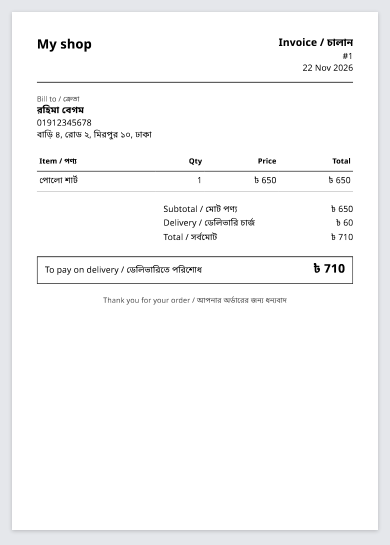 My shop
Invoice / চালান
#1
22 Nov 2026
Bill to / ক্রেতা
রহিমা বেগম
01912345678
বাড়ি ৪, রোড ২, মিরপুর ১০, ঢাকা
Item / পণ্য Qty Price Total
পোলো শার্ট 1 ৳ 650 ৳ 650
Subtotal / মোট পণ্য ৳ 650
Delivery / ডেলিভারি চার্জ ৳ 60
Total / সর্বমোট ৳ 710
To pay on delivery / ডেলিভারিতে পরিশোধ ৳ 710
Thank you for your order / আপনার অর্ডারের জন্য ধন্যবাদ